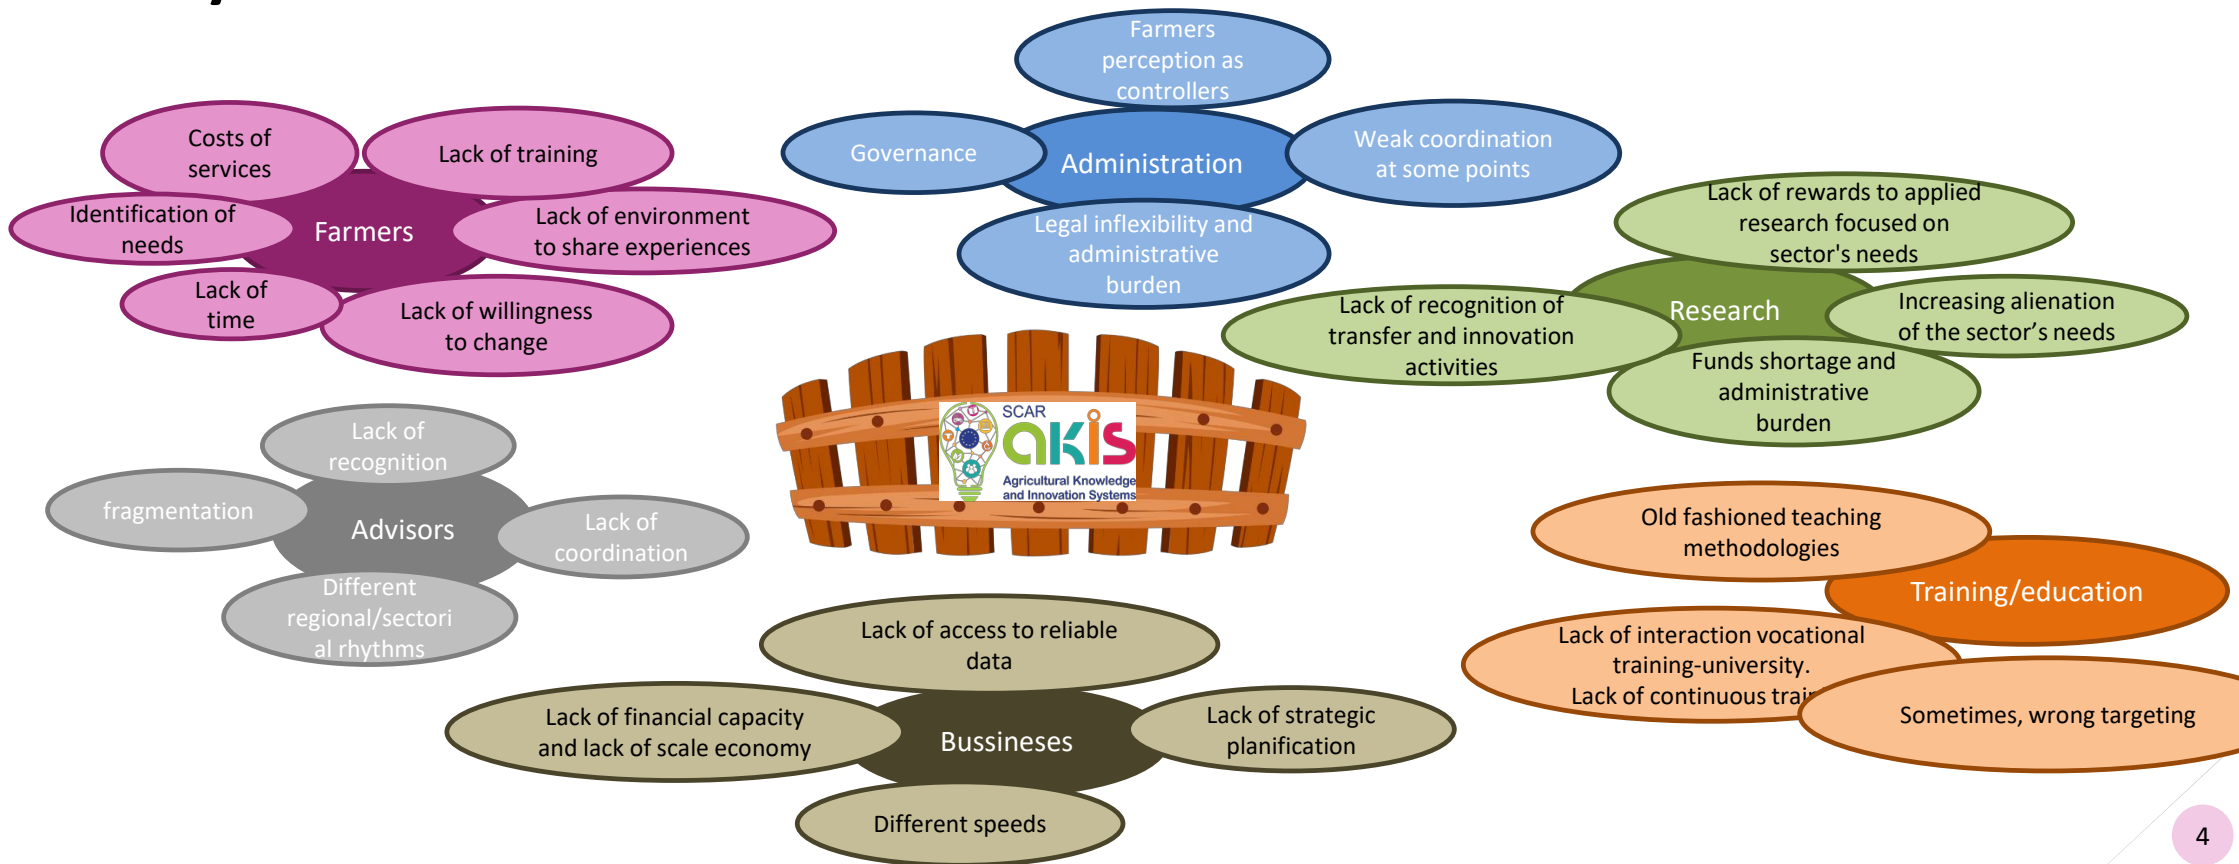 Farmers
perception as
controllers
Governance
Administration
Weak coordination
at some points
Legal inflexibility and
administrative
burden
Costs of
services
Lack of training
Identification of
needs
Farmers
Lack of environment
to share experiences
Lack of
time
Lack of willingness
to change
Lack of rewards to applied
research focused on
sector's needs
Research
Increasing alienation
of the sector’s needs
Lack of recognition of
transfer and innovation
activities
Funds shortage and
administrative
burden
SCAR
akis
Agricultural Knowledge
and Innovation Systems
Lack of
recognition
fragmentation
Advisors
Lack of
coordination
Different
regional/sectori
al rhythms
Old fashioned teaching
methodologies
Training/education
Lack of interaction vocational
training-university.
Lack of continuous
Sometimes, wrong targeting
Lack of access to reliable
data
Lack of financial capacity
and lack of scale economy
Bussineses
Lack of strategic
planification
Different speeds
4